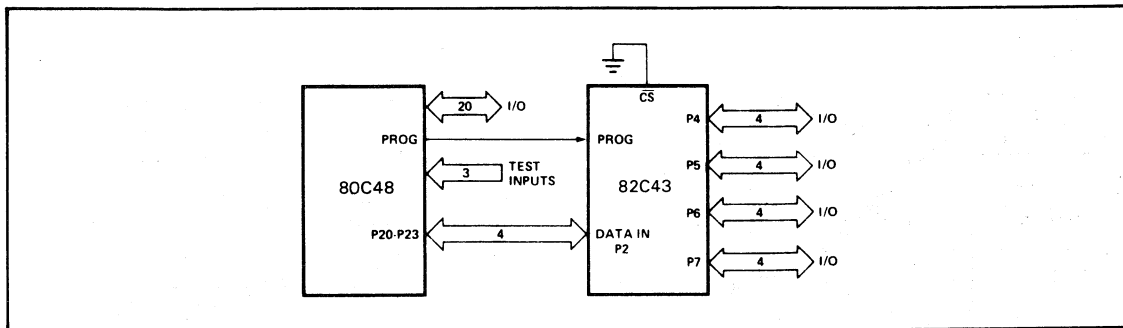 20 I/O
CS
PROG
PROG
3 TEST
INPUTS
80C48
82C43
P20-P23
4
DATA IN
P2
P4 4 I/O
P5 4 I/O
P6 4 I/O
P7 4 I/O